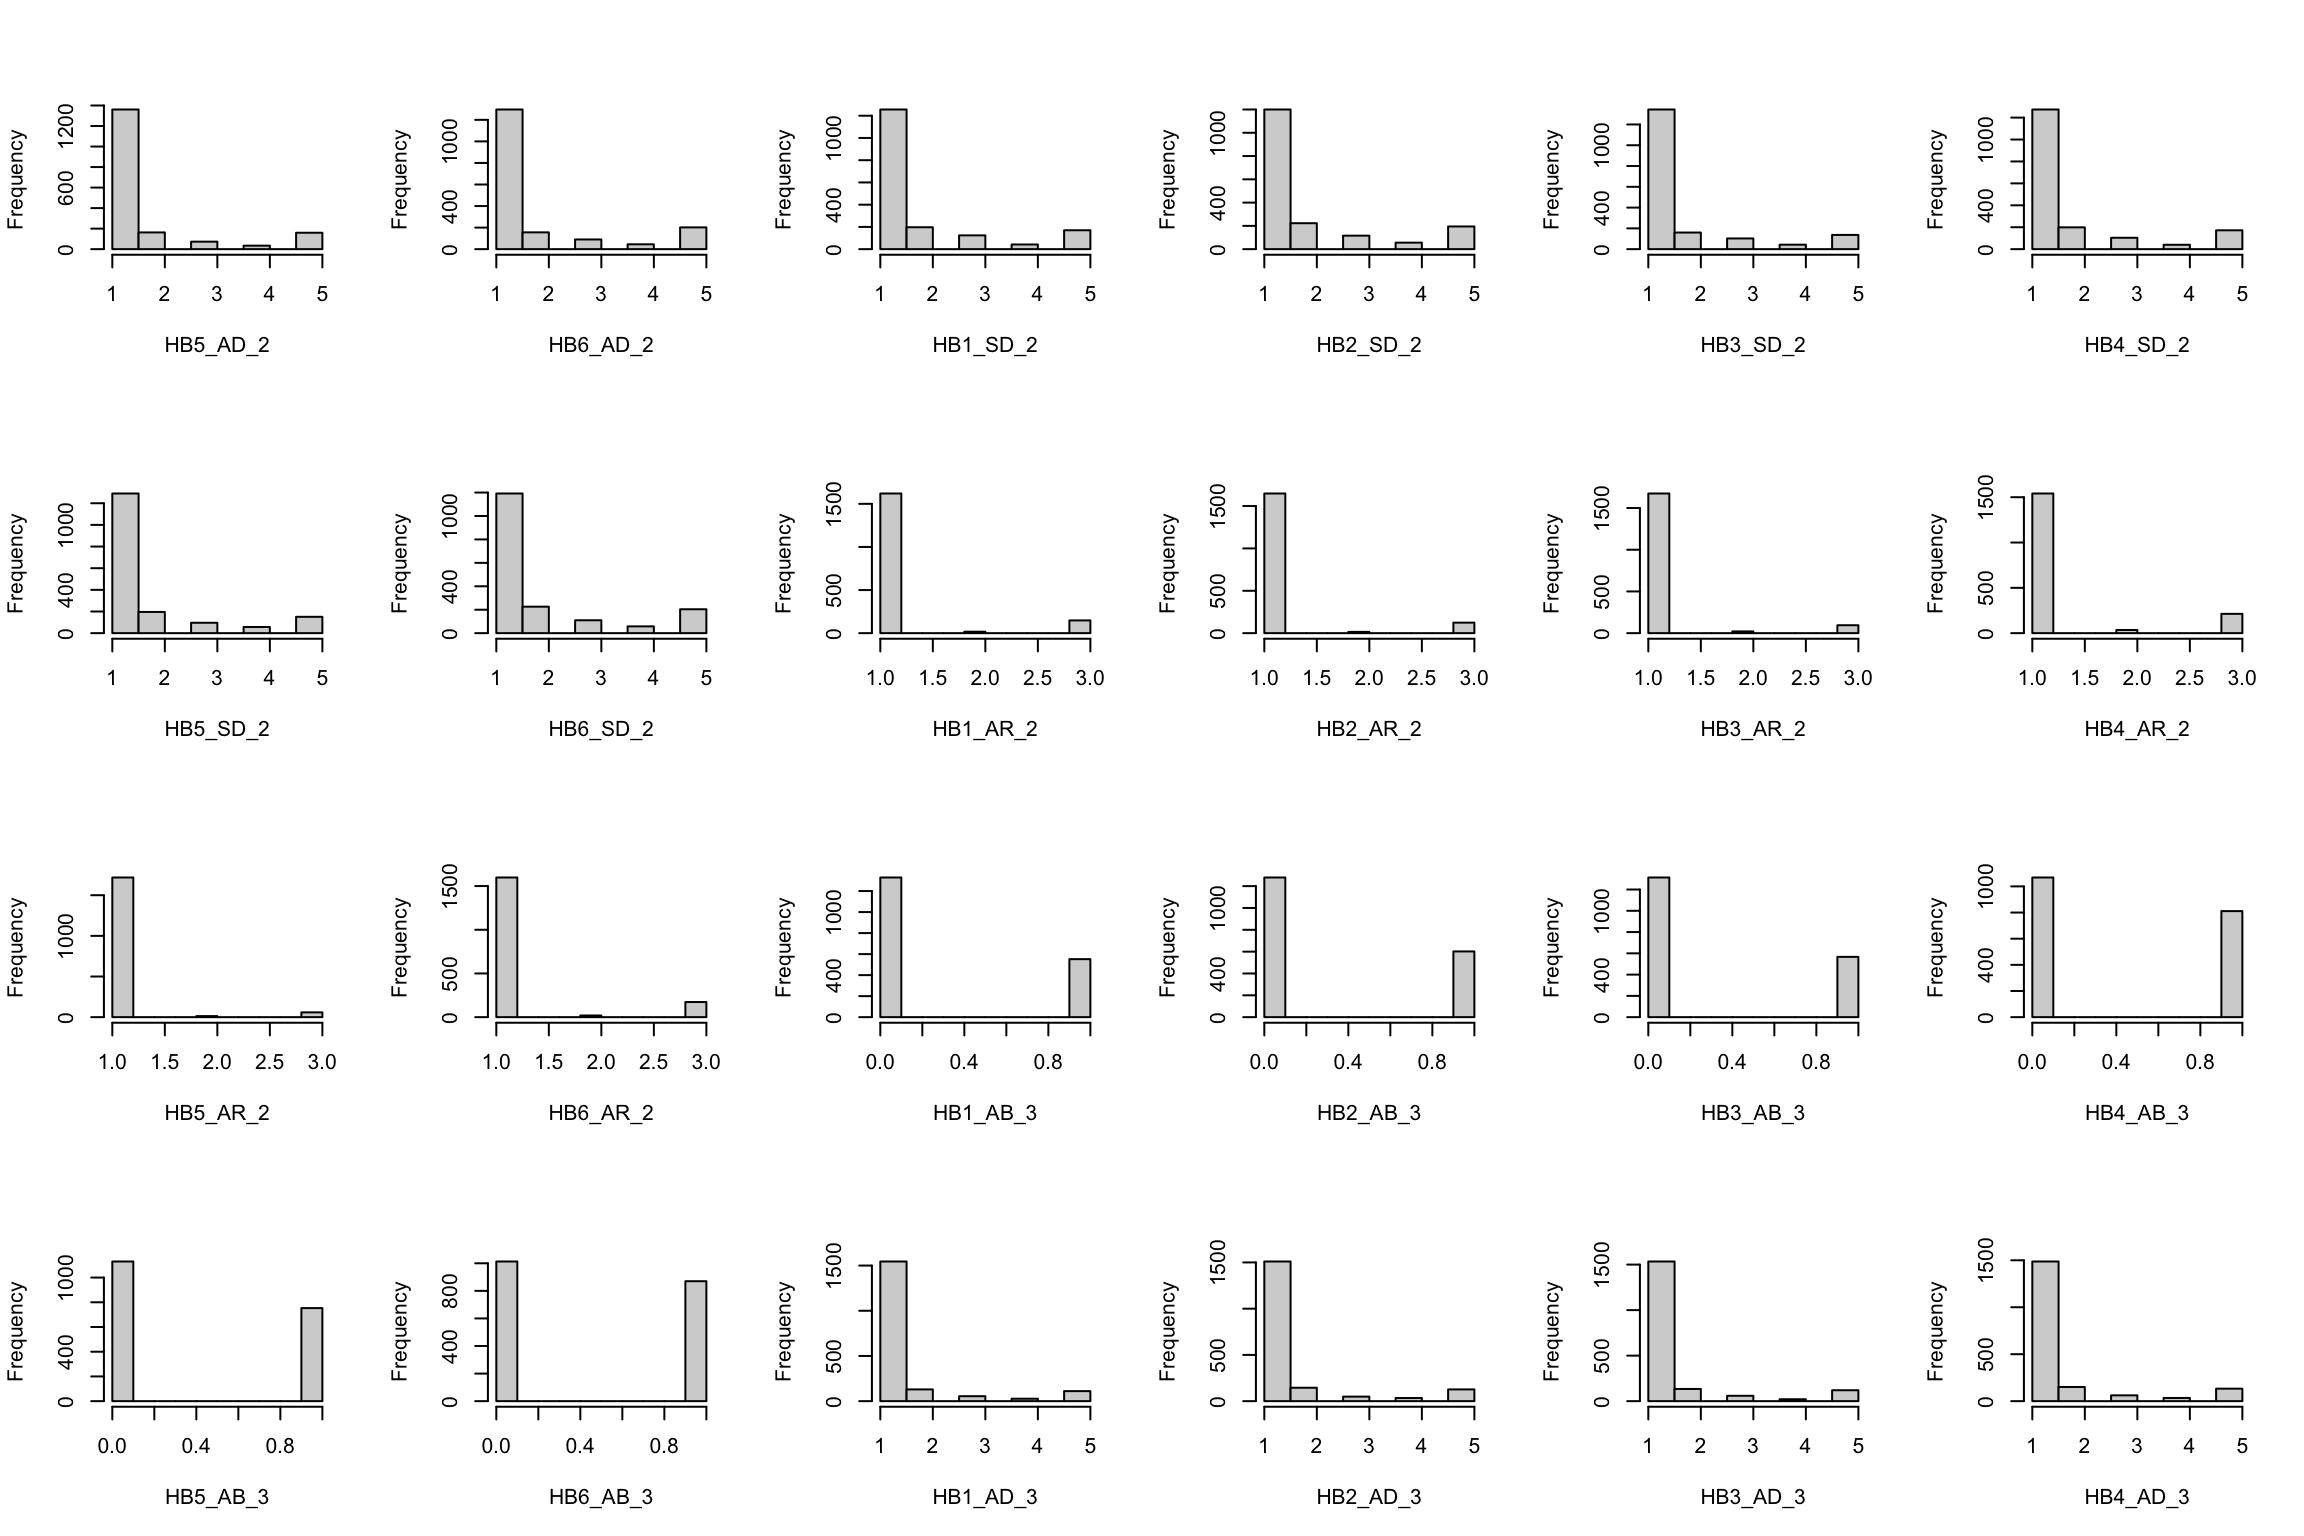 Frequency 0 600 1200 1 2 3 4 5 HB5_AD_2
Frequency 0 400 1000 1 2 3 4 5 HB6_AD_2
Frequency 0 400 1000 1 2 3 4 5 HB1_SD_2
Frequency 0 400 1000 1 2 3 4 5 HB2_SD_2
Frequency 0 400 1000 1 2 3 4 5 HB3_SD_2
Frequency 0 400 1000 1 2 3 4 5 HB4_SD_2
Frequency 0 400 1000 1 2 3 4 5 HB5_SD_2
Frequency 0 400 1000 1 2 3 4 5 HB6_SD_2
Frequency 0 500 1500 1.0 1.5 2.0 2.5 3.0 HB1_AR_2
Frequency 0 500 1500 1.0 1.5 2.0 2.5 3.0 HB2_AR_2
Frequency 0 500 1500 1.0 1.5 2.0 2.5 3.0 HB3_AR_2
Frequency 0 500 1500 1.0 1.5 2.0 2.5 3.0 HB4_AR_2
Frequency 0 1000 1.0 1.5 2.0 2.5 3.0 HB5_AR_2
Frequency 0 500 1500 1.0 1.5 2.0 2.5 3.0 HB6_AR_2
Frequency 0 400 1000 0.0 0.4 0.8 HB1_AB_3
Frequency 0 400 1000 0.0 0.4 0.8 HB2_AB_3
Frequency 0 400 1000 0.0 0.4 0.8 HB3_AB_3
Frequency 0 400 1000 0.0 0.4 0.8 HB4_AB_3
Frequency 0 400 1000 0.0 0.4 0.8 HB5_AB_3
Frequency 0 400 800 0.0 0.4 0.8 HB6_AB_3
Frequency 0 500 1500 1 2 3 4 5 HB1_AD_3
Frequency 0 500 1500 1 2 3 4 5 HB2_AD_3
Frequency 0 500 1500 1 2 3 4 5 HB3_AD_3
Frequency 0 500 1500 1 2 3 4 5 HB4_AD_3